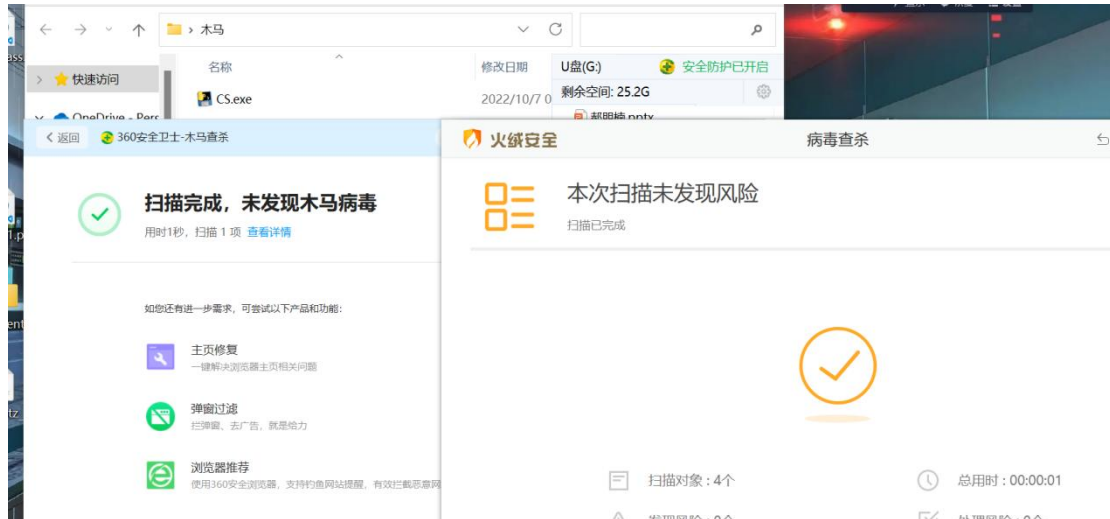 木马
名称
修改日期
U盘(G:)
安全防护已开启
快速访问
CS.exe
2022/10/7 0
剩余空间: 25.2G
OneDrive - Pers
郝明楠.pptx
返回
360安全卫士-木马查杀
火绒安全
病毒查杀
扫描完成，未发现木马病毒
用时1秒，扫描 1 项 查看详情
本次扫描未发现风险
扫描已完成
如您还有进一步需求，可尝试以下产品和功能:
主页修复
一键解决浏览器主页相关问题
弹窗过滤
拦弹窗、去广告，就是给力
浏览器推荐
使用360安全浏览器，支持钓鱼网站提醒，有效拦截恶意网
扫描对象 : 4个
总用时 : 00:00:01